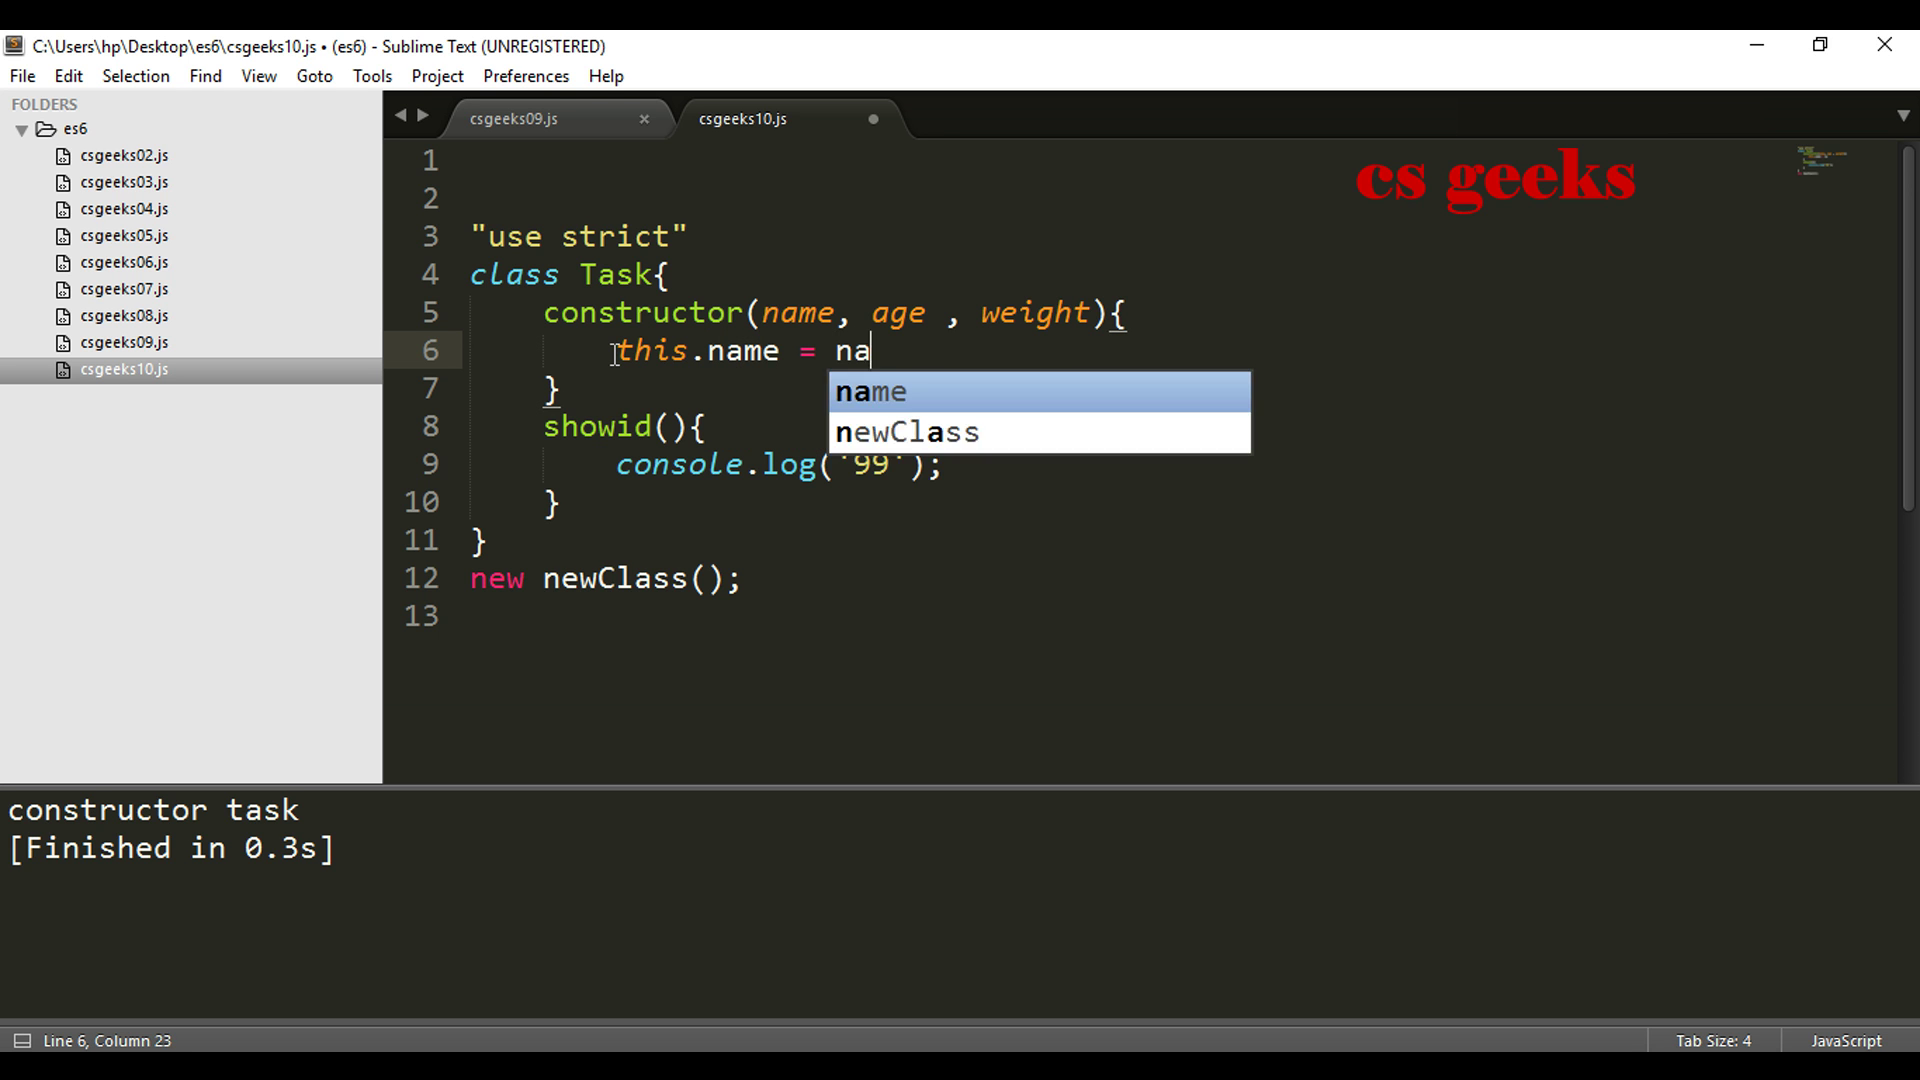 C:\Users\hp\Desktop\es6\csgeeks10.js • (es6) - Sublime Text (UNREGISTERED)
File Edit Selection Find View Goto Tools Project Preferences Help
FOLDERS
es6
csgeeks02.js
csgeeks03.js
csgeeks04.js
csgeeks05.js
csgeeks06.js
csgeeks07.js
csgeeks08.js
csgeeks09.js
csgeeks10.js
csgeeks09.js × csgeeks10.js
cs geeks
1
2
3 "use strict"
4 class Task{
5 constructor(name, age , weight){
6 this.name = na
name
newClass
7 }
8 showid(){
9 console.log('99');
10 }
11 }
12 new newClass();
13
constructor task
[Finished in 0.3s]
Line 6, Column 23
Tab Size: 4
JavaScript